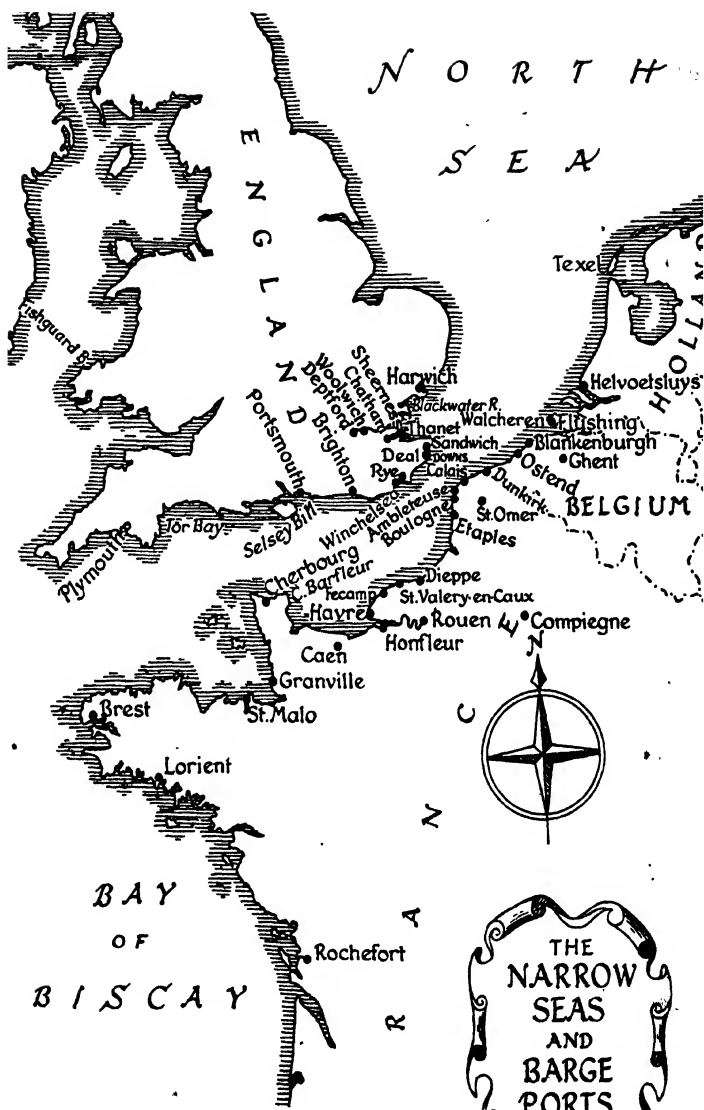 NORTH
SEA
ENGLAND
HOLLAND
Texel
Fishguard B.
Harwich
Helvoetsluys
Blackwater R.
Sheerness
Chatham
Woolwich
Deptford
Walcheren
Flushing
Thanet
Portsmouth
Brighton
Sandwich
Blankenburgh
Deal
DOWNS
Ghent
Rye
Calais
Ostend
Dunkirk
BELGIUM
Winchelsea
Ambleteuse
Boulogne
St.Omer
Etaples
Selsey Bill
Tor Bay
Plymouth
Cherbourg
C.Barfleur
Dieppe
Fecamp
St.Valery-en-Caux
Havre
Rouen
Compiegne
Honfleur
Caen
N
Granville
St.Malo
Brest
Lorient
FRANCE
BAY
OF
BISCAY
Rochefort
THE
NARROW
SEAS
AND
BARGE
PORTS